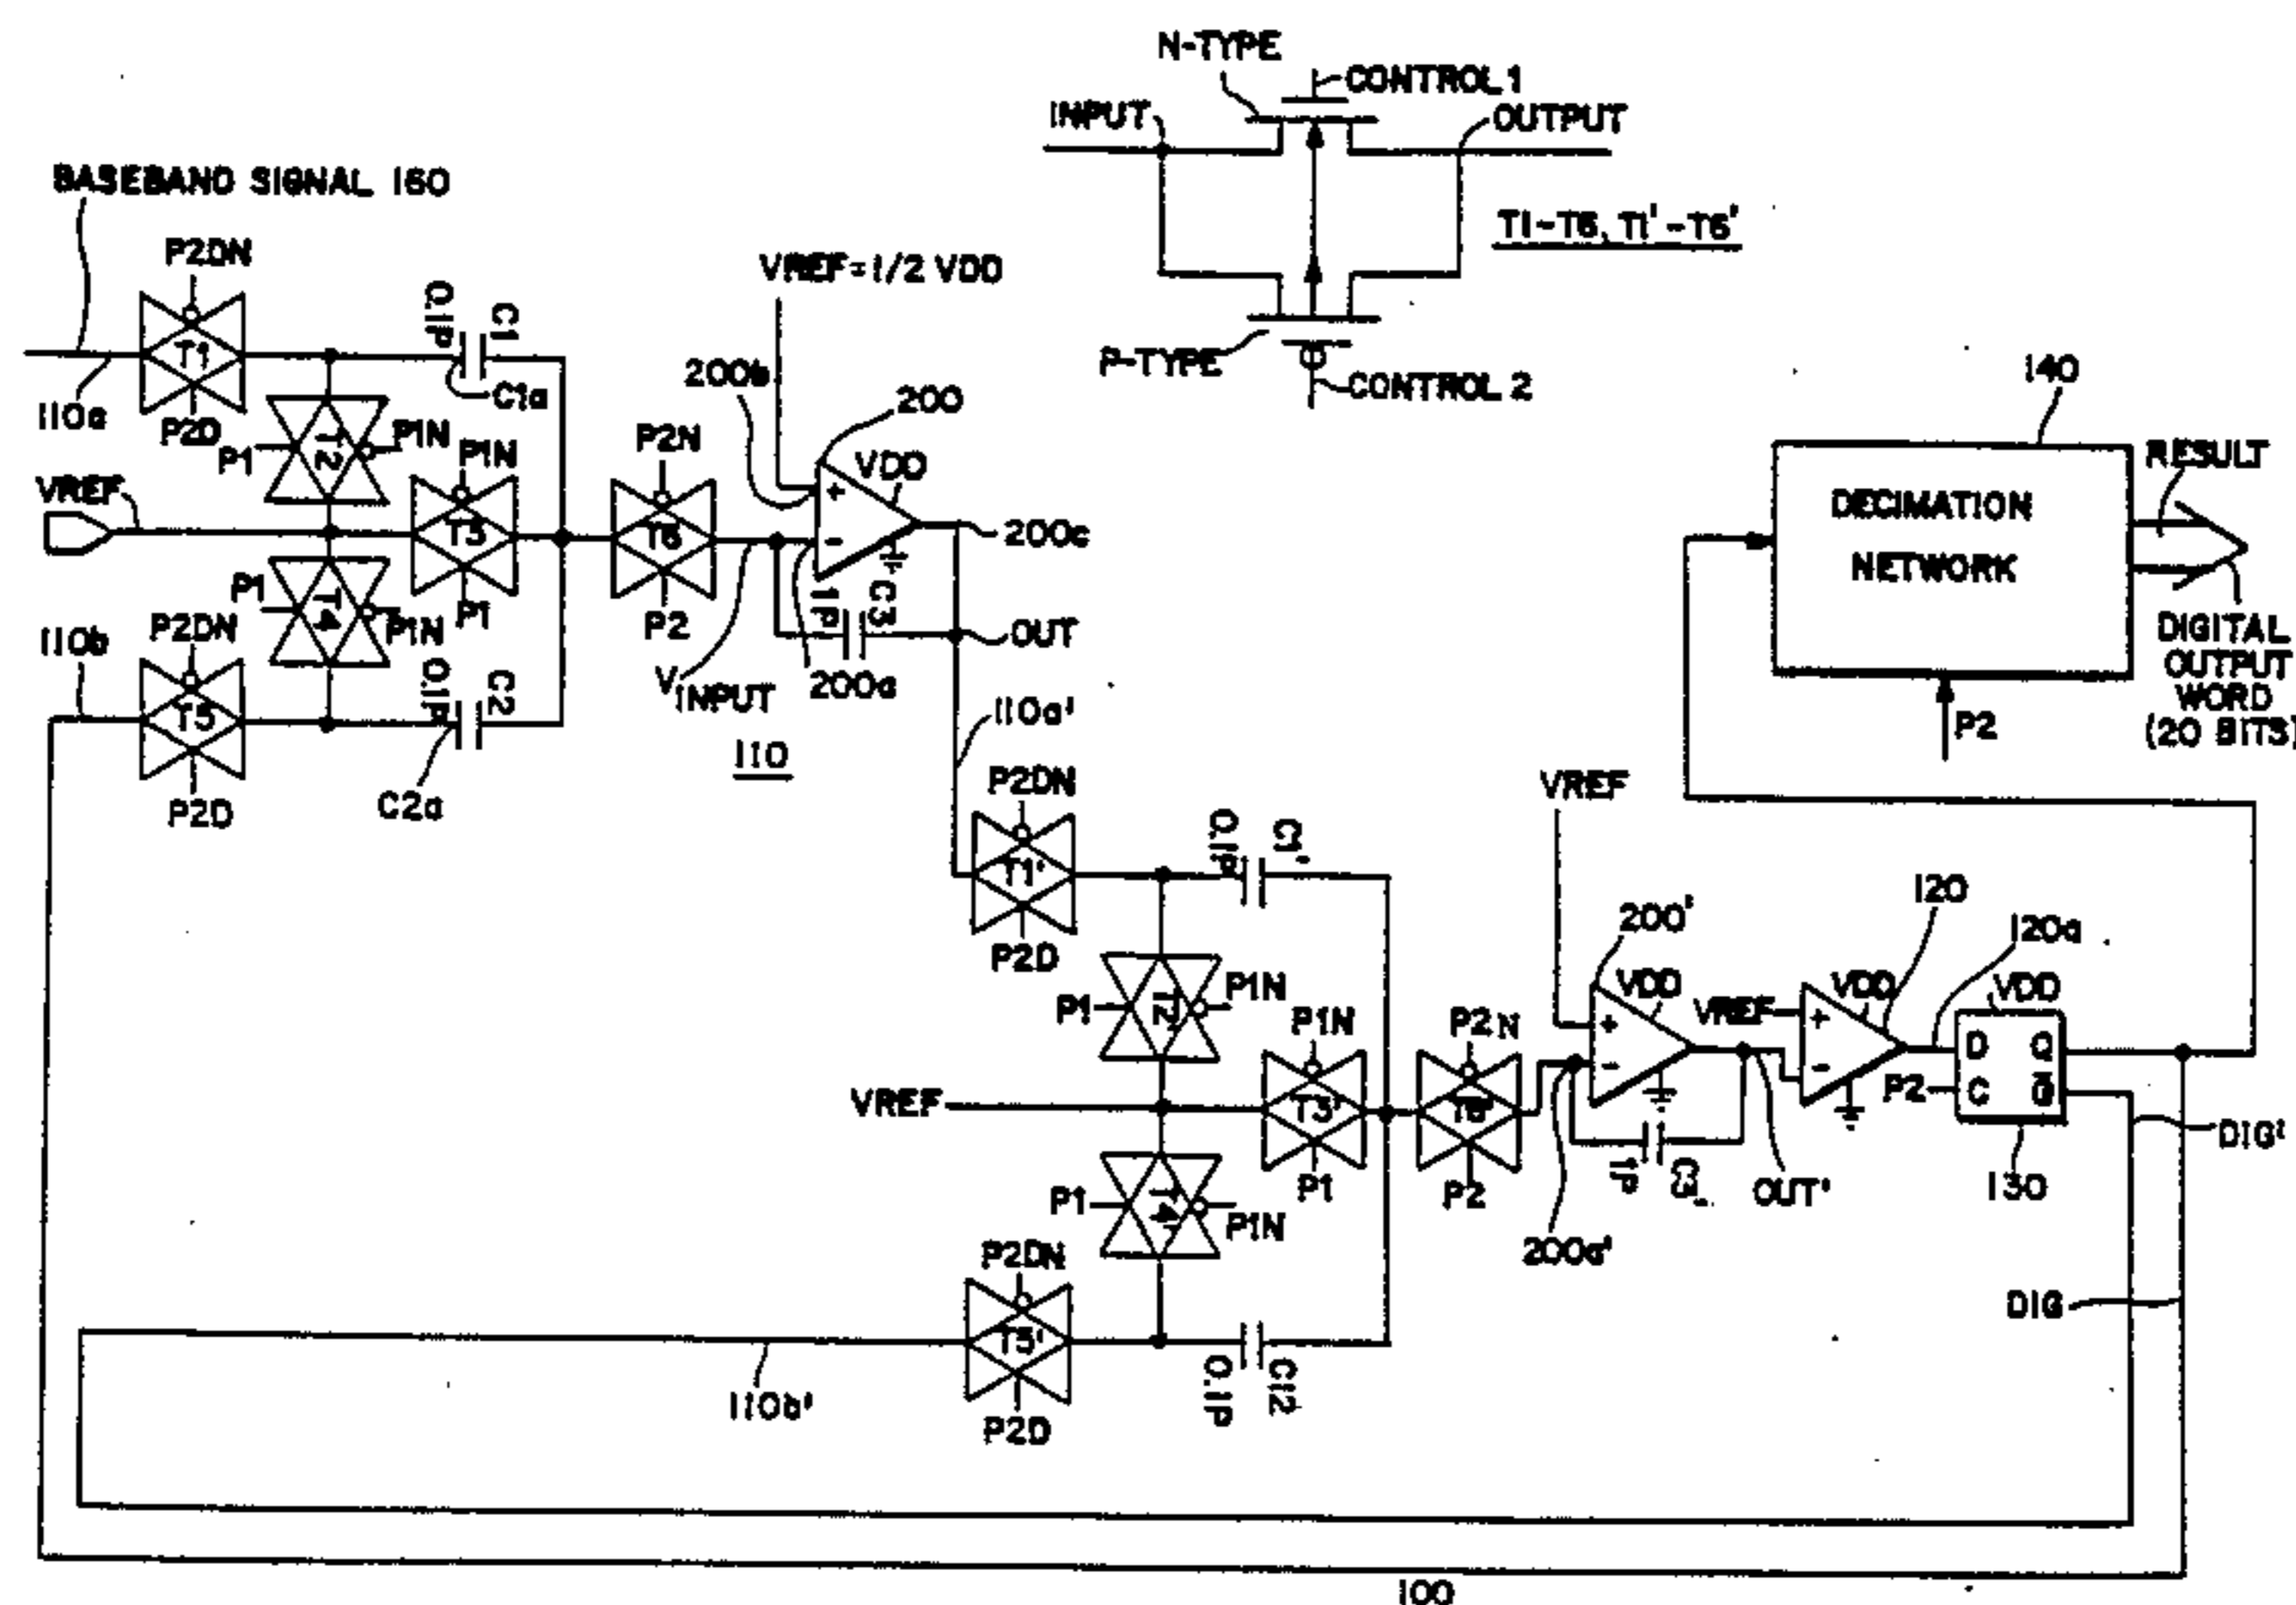 N-TYPE
CONTROL 1
INPUT
OUTPUT
BASEBAND SIGNAL 160
T1-T6, T1'-T6'
P-TYPE
CONTROL 2
P2DN
T1
P2D
110a
0.1P
C1
C1a
VREF=1/2 VDD
200b
200
VDD
+
-
200c
P1
T2
P1N
VREF
P1N
T3
P1
P2N
T6
P2
P1
T4
P1N
110b
P2DN
T5
P2D
0.1P
C2
C2a
VINPUT
200a
1P
C3
OUT
110
110a'
140
DECIMATION
NETWORK
RESULT
DIGITAL
OUTPUT
WORD
(20 BITS)
P2
P2DN
T1'
P2D
0.1P
P1
P1N
VREF
P1N
T3'
P1
P2N
T6'
P2
P1
P1N
VREF
200'
VDD
+
-
200a'
1P
OUT'
VREF
120
VDD
+
-
120a
VDD
D
Q
P2
C
Q̅
130
DIG'
DIG
P2DN
P2D
110b'
0.1P
C12
100